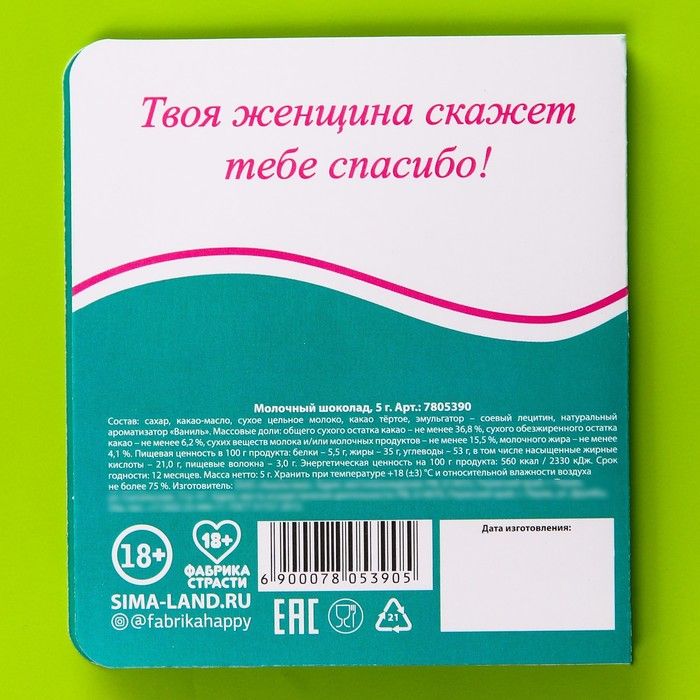 Твоя женщина скажет
тебе спасибо!
Молочный шоколад, 5 г. Арт.: 7805390
Состав: сахар, какао-масло, сухое цельное молоко, какао тёртое, эмульгатор – соевый лецитин, натуральный
ароматизатор «Ваниль». Массовые доли: общего сухого остатка какао – не менее 36,8 %, сухого обезжиренного остатка
какао – не менее 6,2 %, сухих веществ молока и/или молочных продуктов – не менее 15,5 %, молочного жира – не менее
4,1 %. Пищевая ценность в 100 г продукта: белки – 5,5 г, жиры – 35 г, углеводы – 53 г, в том числе насыщенные жирные
кислоты – 21,0 г, пищевые волокна – 3,0 г. Энергетическая ценность на 100 г продукта: 560 ккал / 2330 кДж. Срок
годности: 12 месяцев. Масса нетто: 5 г. Хранить при температуре +18 (±3) °С и относительной влажности воздуха
не более 75 %. Изготовитель:
18+
18+
ФАБРИКА
СТРАСТИ
SIMA-LAND.RU
@fabrikahappy
6 900078 053905
EAC
21
Дата изготовления: